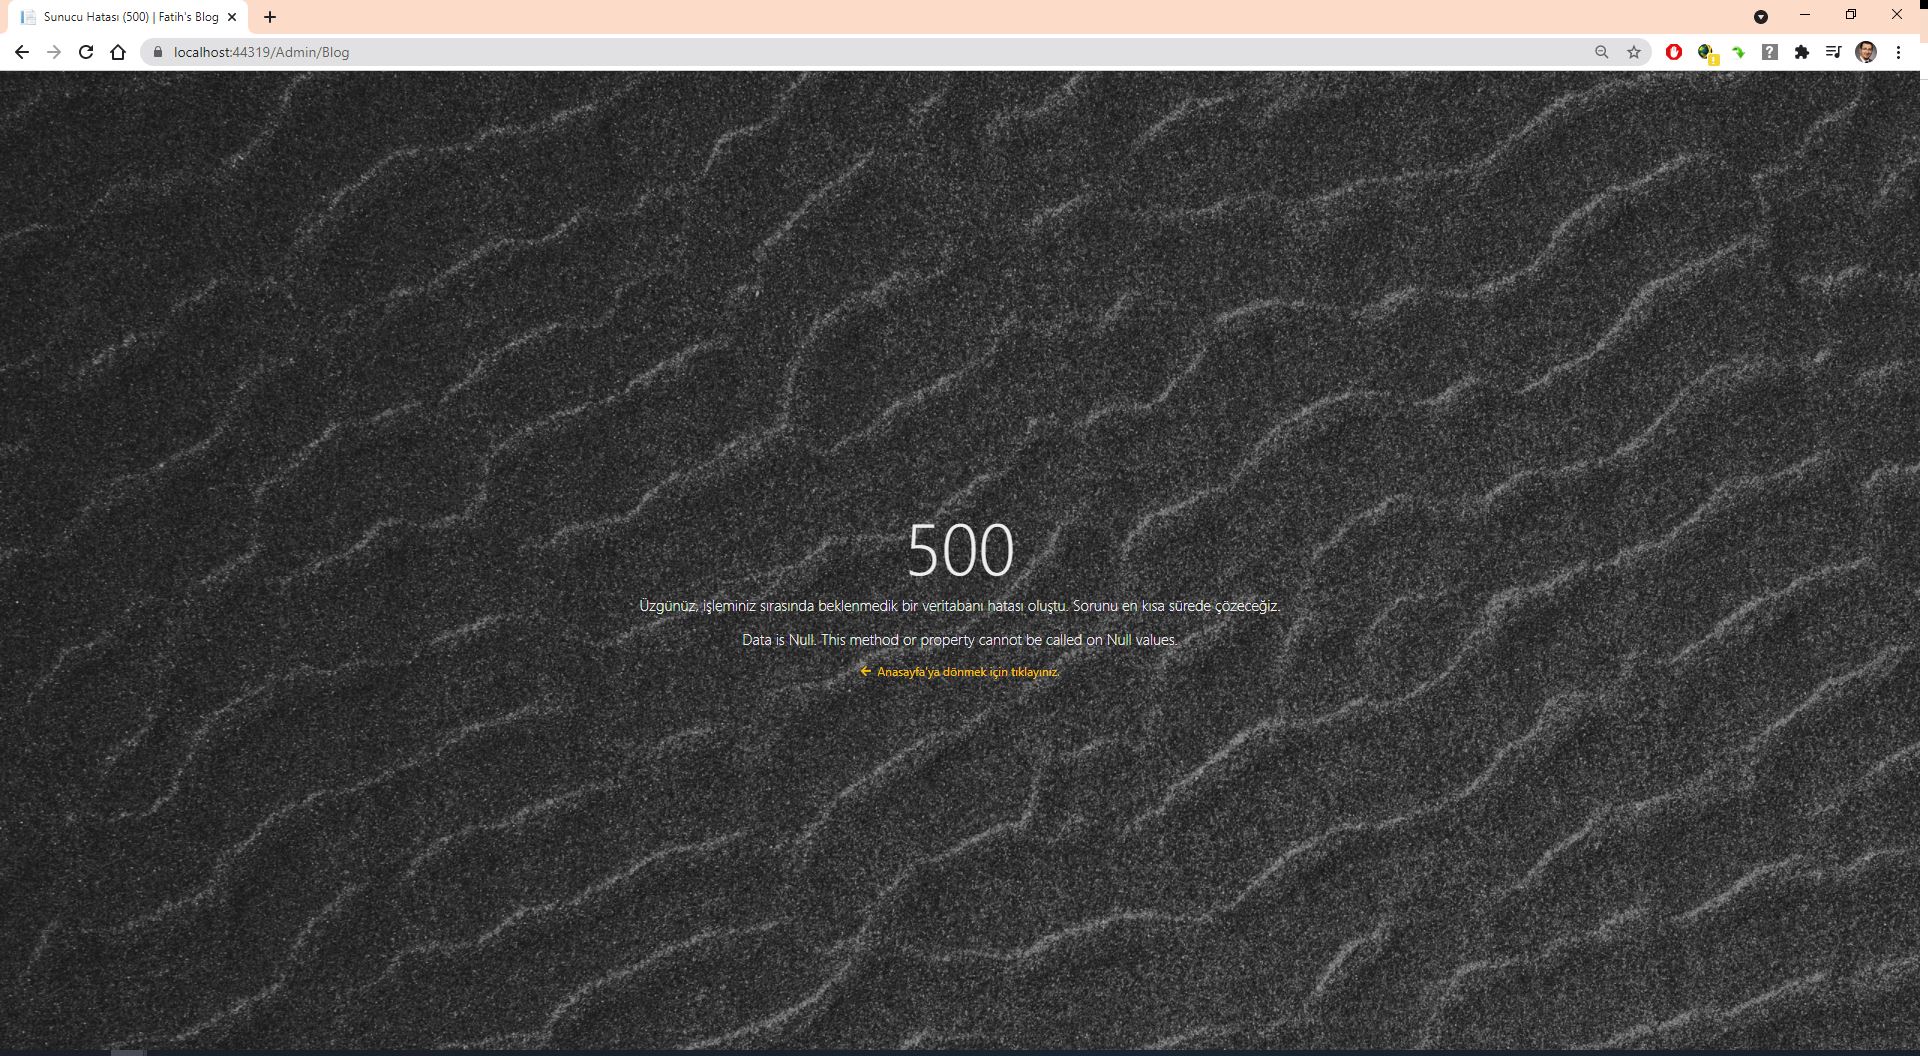 Sunucu Hatası (500) | Fatih's Blog
localhost:44319/Admin/Blog
500
Üzgünüz, işleminiz sırasında beklenmedik bir veritabanı hatası oluştu. Sorunu en kısa sürede çözeceğiz.
Data is Null. This method or property cannot be called on Null values.
← Anasayfa'ya dönmek için tıklayınız.